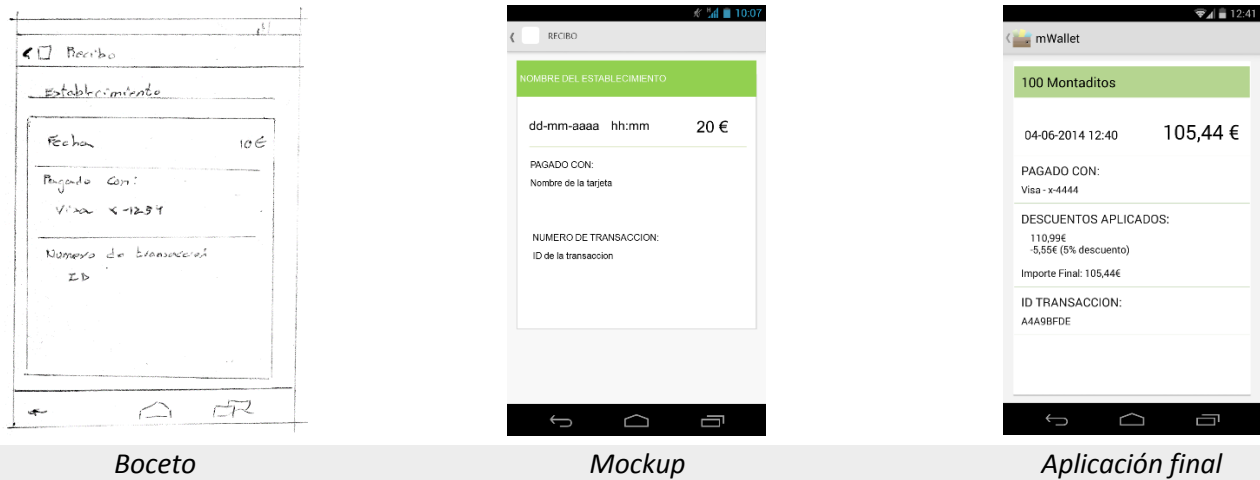 Recibo
Establecimiento
Fecha 10€
Pagado con:
Visa x-1234
Numero de transacción
ID
10:07
RECIBO
NOMBRE DEL ESTABLECIMIENTO
dd-mm-aaaa hh:mm 20 €
PAGADO CON:
Nombre de la tarjeta
NUMERO DE TRANSACCION:
ID de la transaccion
12:41
mWallet
100 Montaditos
04-06-2014 12:40 105,44 €
PAGADO CON:
Visa - x-4444
DESCUENTOS APLICADOS:
110,99€
-5,55€ (5% descuento)
Importe Final: 105,44€
ID TRANSACCION:
A4A9BFDE
Boceto Mockup Aplicación final